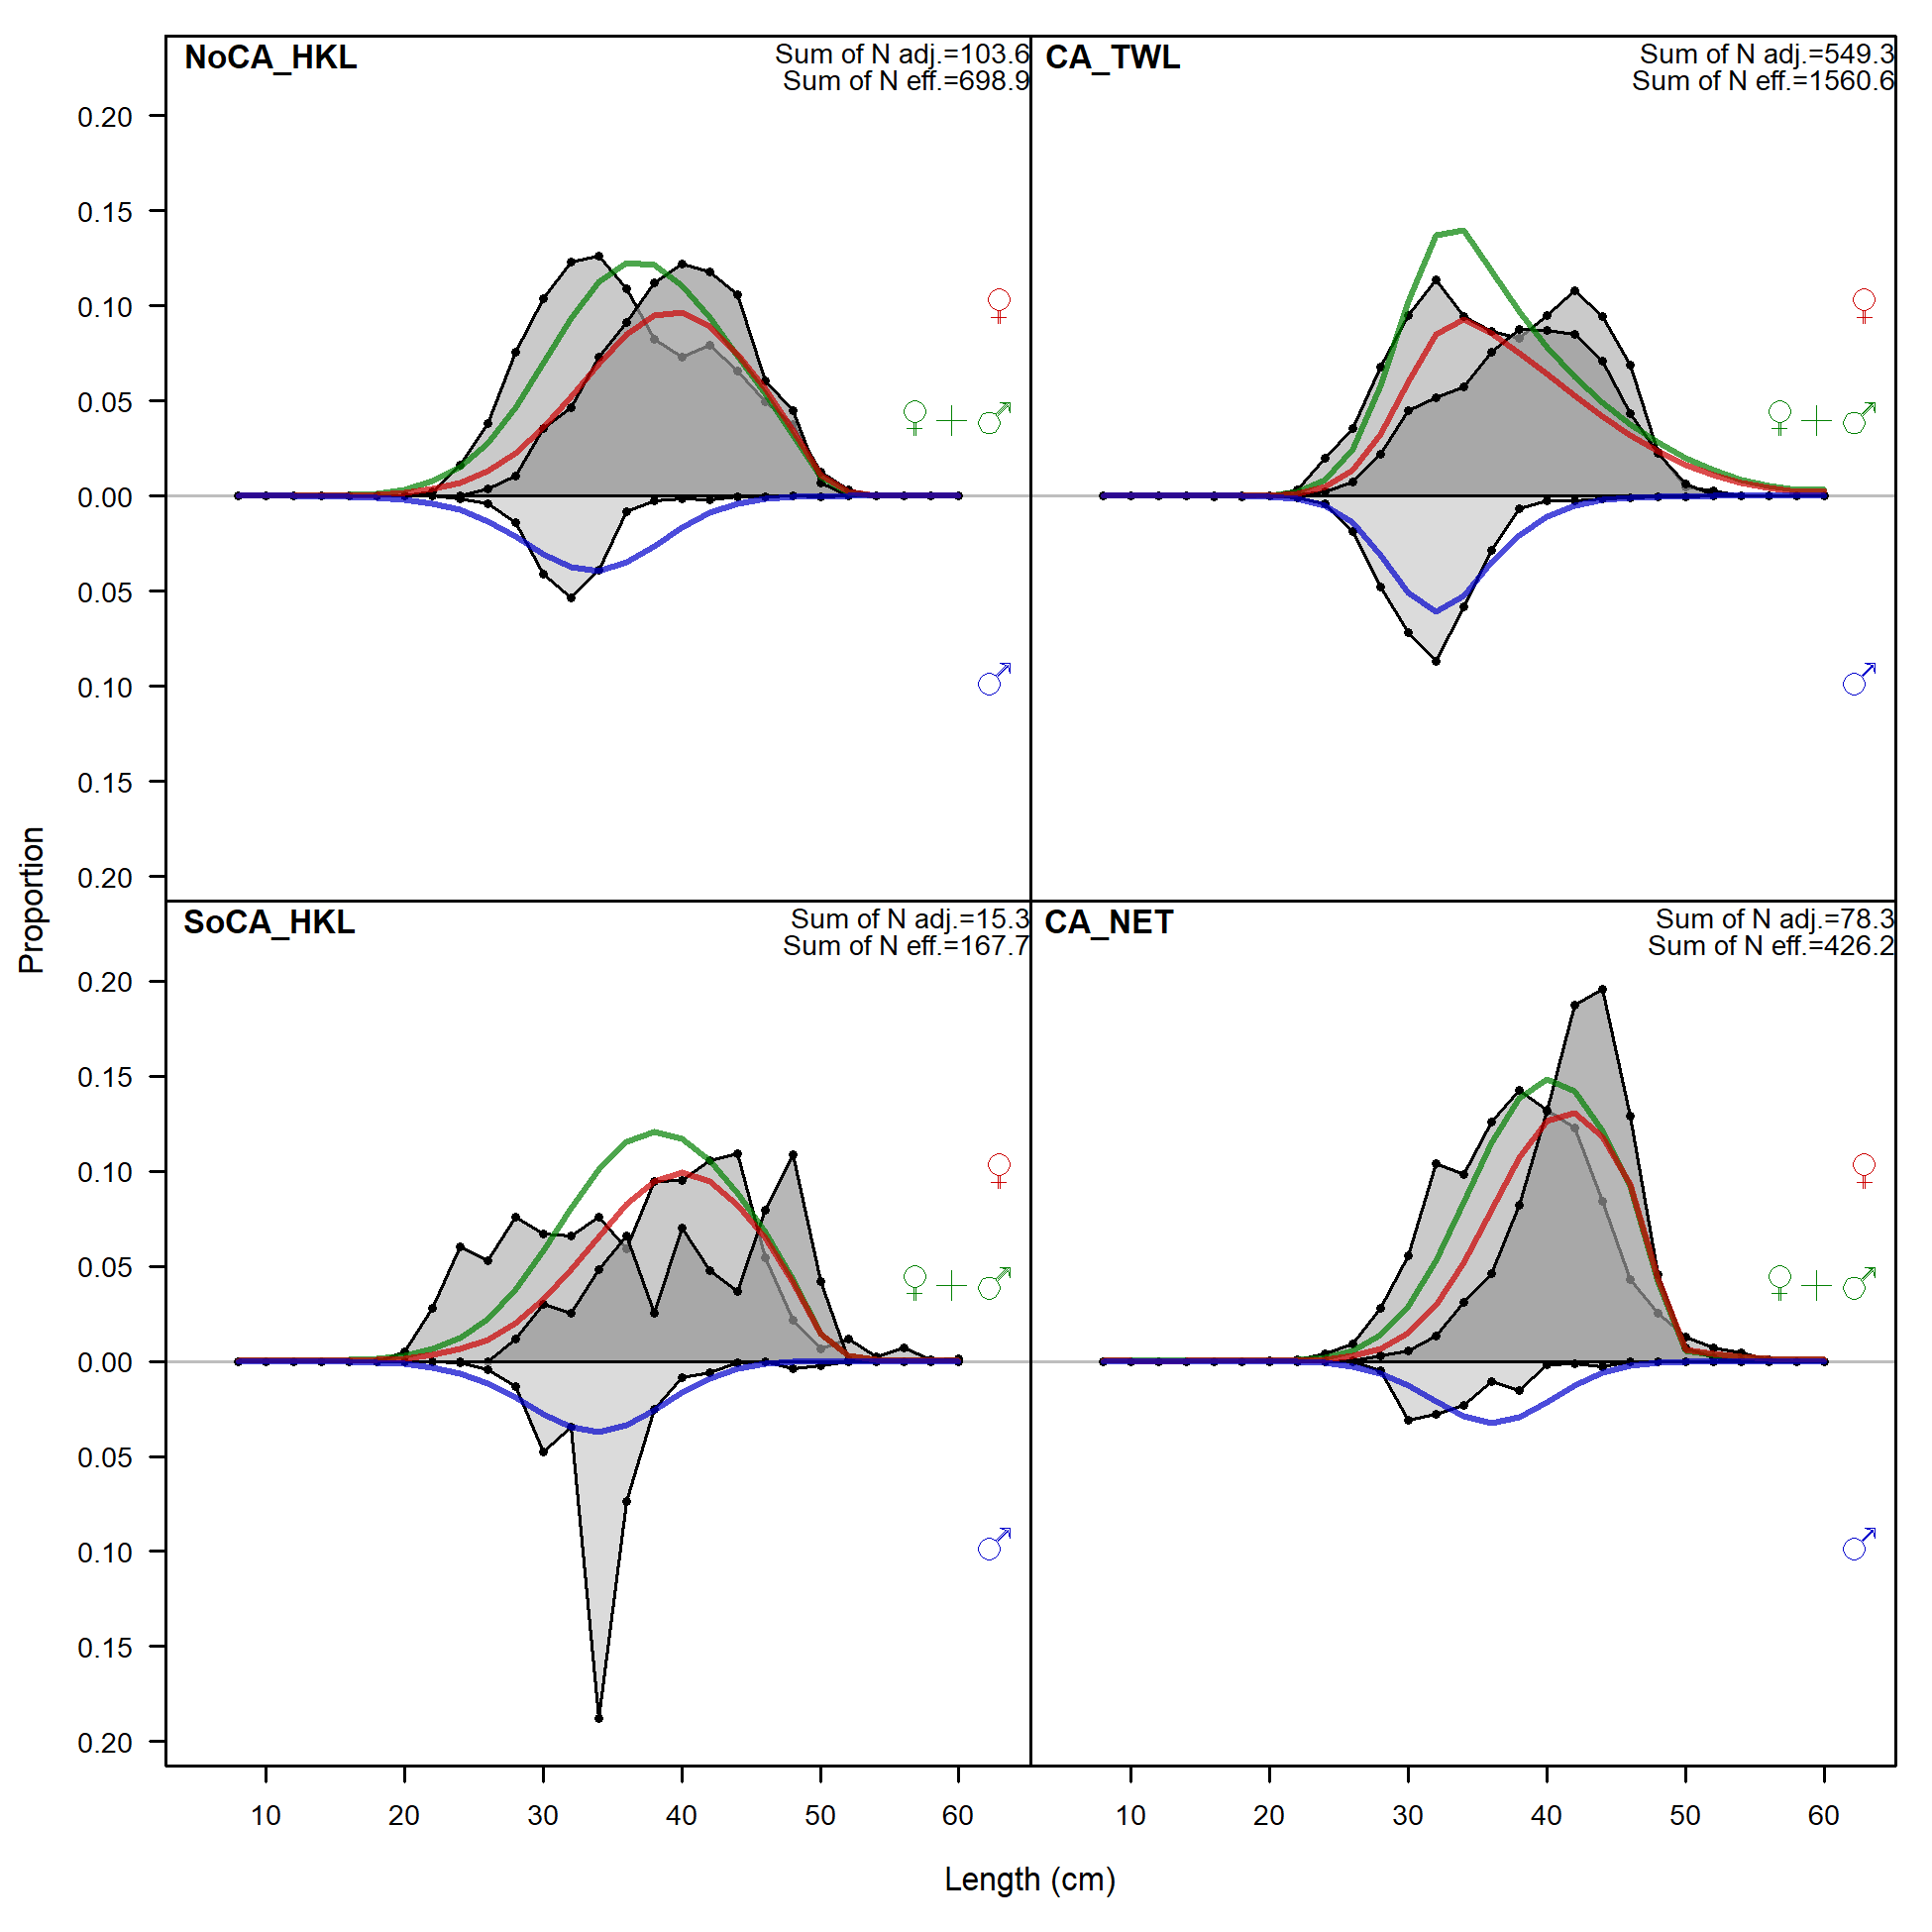 NoCA_HKL
Sum of N adj.=103.6
Sum of N eff.=698.9
CA_TWL
Sum of N adj.=549.3
Sum of N eff.=1560.6
0.20
0.15
0.10
0.05
0.00
0.05
0.10
0.15
0.20
♀
♀+♂
♂
♀
♀+♂
♂
Proportion
SoCA_HKL
Sum of N adj.=15.3
Sum of N eff.=167.7
CA_NET
Sum of N adj.=78.3
Sum of N eff.=426.2
0.20
0.15
0.10
0.05
0.00
0.05
0.10
0.15
0.20
♀
♀+♂
♂
♀
♀+♂
♂
10 20 30 40 50 60
10 20 30 40 50 60
Length (cm)